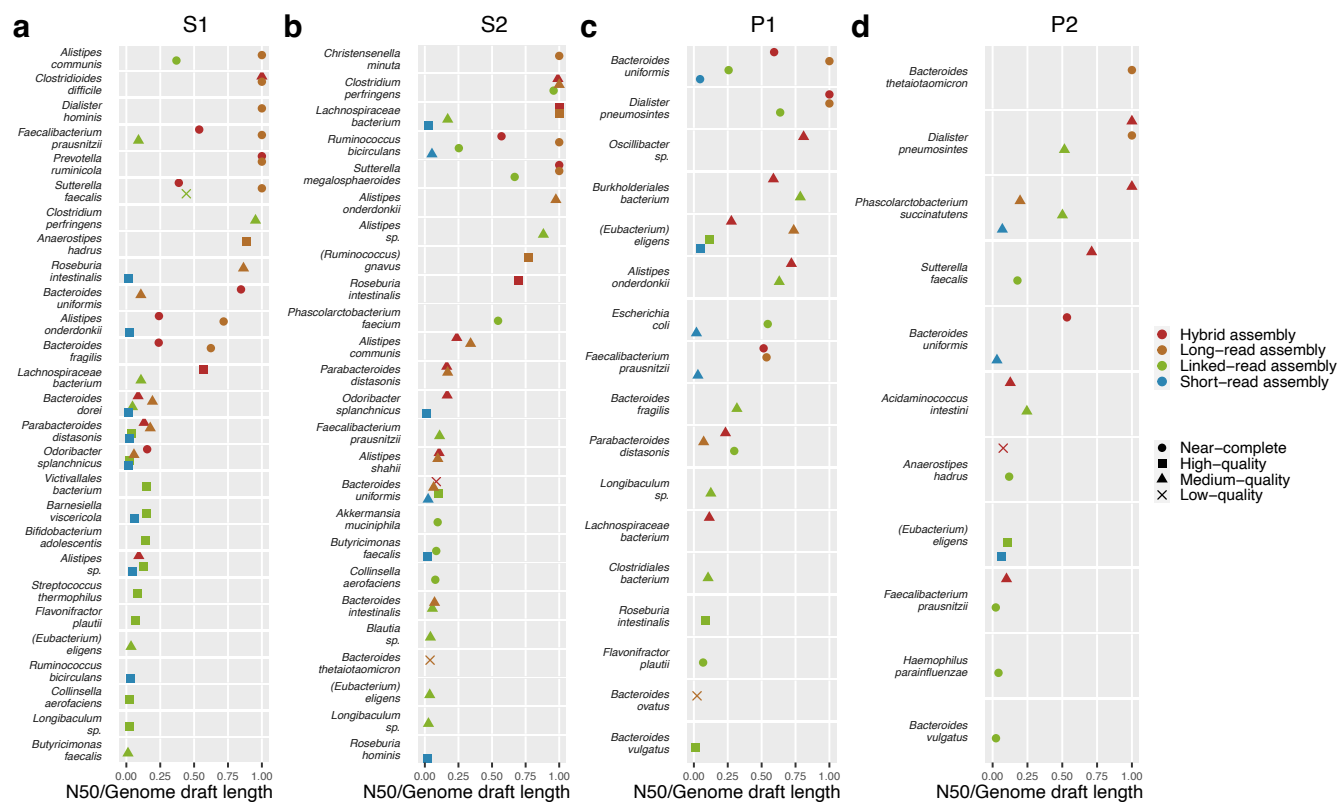 a
S1
Alistipes
communis
Clostridioides
difficile
Dialister
hominis
Faecalibacterium
prausnitzii
Prevotella
ruminicola
Sutterella
faecalis
Clostridium
perfringens
Anaerostipes
hadrus
Roseburia
intestinalis
Bacteroides
uniformis
Alistipes
onderdonkii
Bacteroides
fragilis
Lachnospiraceae
bacterium
Bacteroides
dorei
Parabacteroides
distasonis
Odoribacter
splanchnicus
Victivallales
bacterium
Barnesiella
viscericola
Bifidobacterium
adolescentis
Alistipes
sp.
Streptococcus
thermophilus
Flavonifractor
plautii
(Eubacterium)
eligens
Ruminococcus
bicirculans
Collinsella
aerofaciens
Longibaculum
sp.
Butyricimonas
faecalis
0.00 0.25 0.50 0.75 1.00
N50/Genome draft length
b
S2
Christensenella
minuta
Clostridium
perfringens
Lachnospiraceae
bacterium
Ruminococcus
bicirculans
Sutterella
megalosphaeroides
Alistipes
onderdonkii
Alistipes
sp.
(Ruminococcus)
gnavus
Roseburia
intestinalis
Phascolarctobacterium
faecium
Alistipes
communis
Parabacteroides
distasonis
Odoribacter
splanchnicus
Faecalibacterium
prausnitzii
Alistipes
shahii
Bacteroides
uniformis
Akkermansia
muciniphila
Butyricimonas
faecalis
Collinsella
aerofaciens
Bacteroides
intestinalis
Blautia
sp.
Bacteroides
thetaiotaomicron
(Eubacterium)
eligens
Longibaculum
sp.
Roseburia
hominis
0.00 0.25 0.50 0.75 1.00
N50/Genome draft length
c
P1
Bacteroides
uniformis
Dialister
pneumosintes
Oscillibacter
sp.
Burkholderiales
bacterium
(Eubacterium)
eligens
Alistipes
onderdonkii
Escherichia
coli
Faecalibacterium
prausnitzii
Bacteroides
fragilis
Parabacteroides
distasonis
Longibaculum
sp.
Lachnospiraceae
bacterium
Clostridiales
bacterium
Roseburia
intestinalis
Flavonifractor
plautii
Bacteroides
ovatus
Bacteroides
vulgatus
0.00 0.25 0.50 0.75 1.00
N50/Genome draft length
d
P2
Bacteroides
thetaiotaomicron
Dialister
pneumosintes
Phascolarctobacterium
succinatutens
Sutterella
faecalis
Bacteroides
uniformis
Acidaminococcus
intestini
Anaerostipes
hadrus
(Eubacterium)
eligens
Faecalibacterium
prausnitzii
Haemophilus
parainfluenzae
Bacteroides
vulgatus
0.00 0.25 0.50 0.75 1.00
N50/Genome draft length
Hybrid assembly
Long−read assembly
Linked−read assembly
Short−read assembly
Near−complete
High−quality
Medium−quality
Low−quality